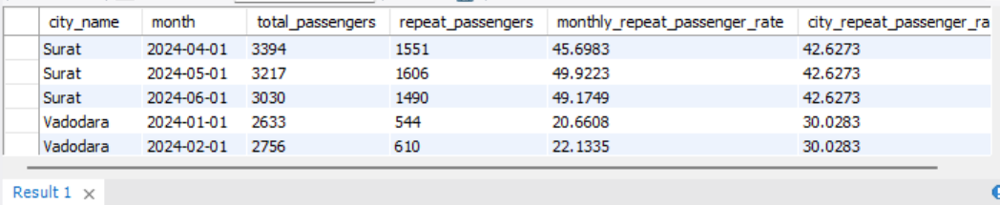 city_name month total_passengers repeat_passengers monthly_repeat_passenger_rate city_repeat_passenger_ra
Surat 2024-04-01 3394 1551 45.6983 42.6273
Surat 2024-05-01 3217 1606 49.9223 42.6273
Surat 2024-06-01 3030 1490 49.1749 42.6273
Vadodara 2024-01-01 2633 544 20.6608 30.0283
Vadodara 2024-02-01 2756 610 22.1335 30.0283
Result 1